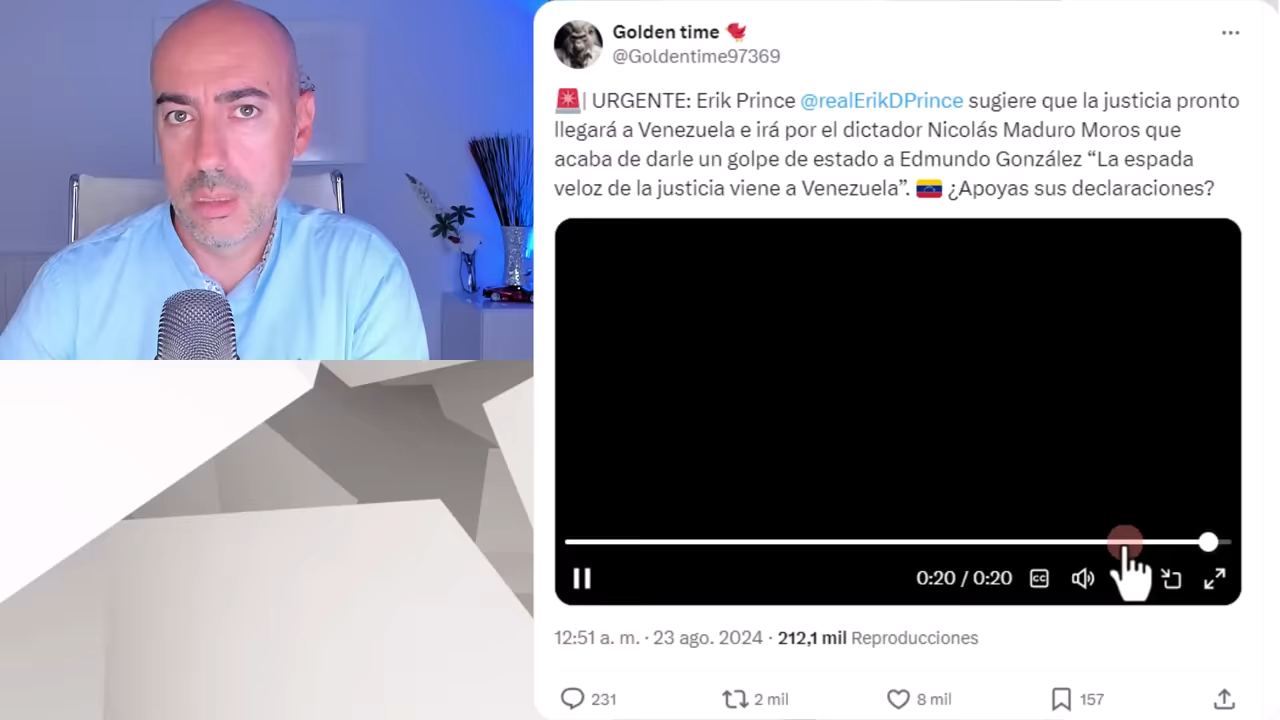 Golden time
@Goldentime97369
| URGENTE: Erik Prince @realErikDPrince sugiere que la justicia pronto
llegará a Venezuela e irá por el dictador Nicolás Maduro Moros que
acaba de darle un golpe de estado a Edmundo González “La espada
veloz de la justicia viene a Venezuela”. 🇻🇪 ¿Apoyas sus declaraciones?
0:20 / 0:20
CC
12:51 a. m. · 23 ago. 2024 · 212,1 mil Reproducciones
231
2 mil
8 mil
157